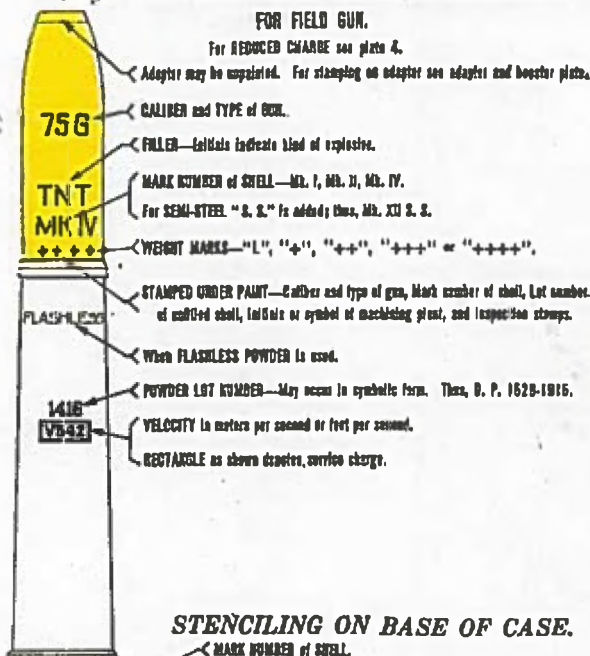 FOR FIELD GUN.
For REDUCED CHARGE see plate 4.
Adapter may be unpainted. For stamping on adapter see adapter and booster plate.
75G
CALIBER and TYPE of GUN.
FILLER—Initials indicate kind of explosive.
TNT
MARK NUMBER of SHELL—Mk. I, Mk. II, Mk. IV.
MK IV
For SEMI-STEEL "S. S." is added; thus, Mk. XII S. S.
++++
WEIGHT MARKS—"L", "+", "++", "+++" or "++++".
STAMPED UNDER PAINT—Caliber and type of gun, Mark number of shell, Lot number
of unfilled shell, Initials or symbol of machining plant, and inspection stamps.
FLASHLESS
When FLASHLESS POWDER is used.
POWDER LOT NUMBER—May occur in symbolic form. Thus, D. P. 1628-1916.
1416
VELOCITY in meters per second or feet per second.
V542
RECTANGLE as shown denotes, service charge.
STENCILING ON BASE OF CASE.
MARK NUMBER of SHELL.